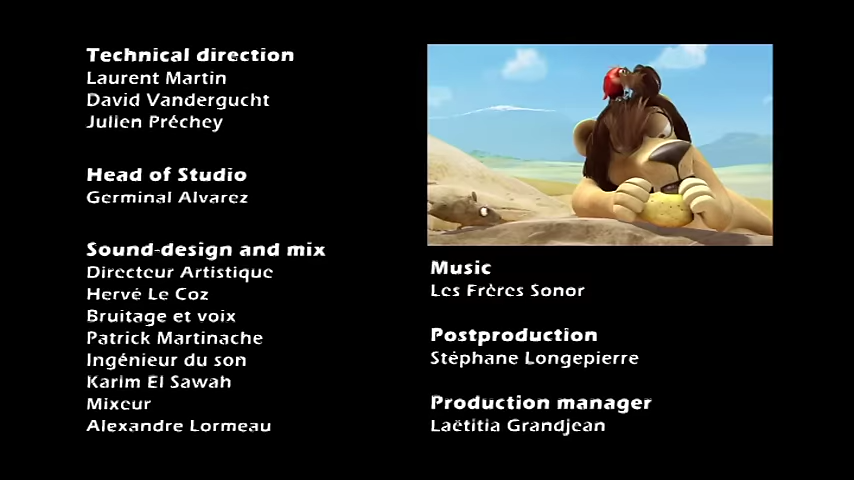 Technical direction
Laurent Martin
David Vandergucht
Julien Préchey
Head of Studio
Germinal Alvarez
Sound-design and mix
Directeur Artistique
Hervé Le Coz
Bruitage et voix
Patrick Martinache
Ingénieur du son
Karim El Sawah
Mixeur
Alexandre Lormeau
Music
Les Frères Sonor
Postproduction
Stéphane Longepierre
Production manager
Laëtitia Grandjean